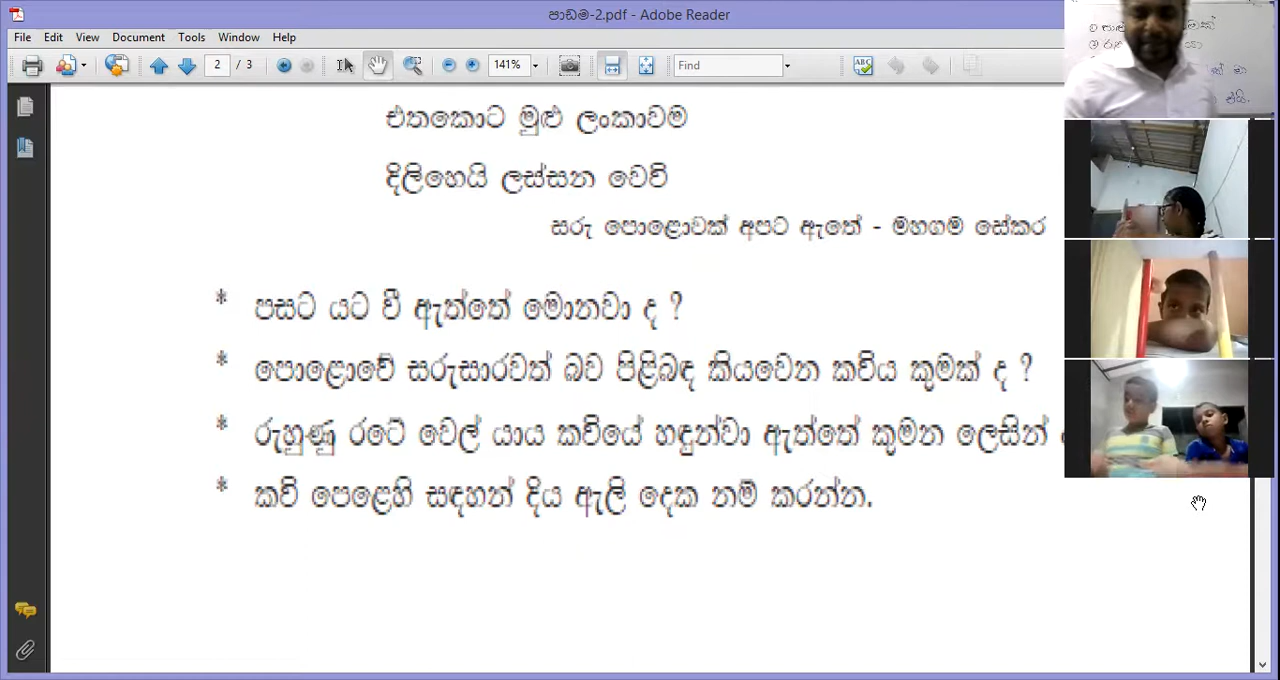 පාඩම-2.pdf - Adobe Reader
File Edit View Document Tools Window Help
2 / 3 141% Find
එතකොට මුළු ලංකාවම
දිලිහෙයි ලස්සන වෙවී
සරු පොළොවක් අපට ඇතේ - මහගම සේකර
* පසට යට වී ඇත්තේ මොනවා ද ?
* පොළොවේ සරුසාරවත් බව පිළිබඳ කියවෙන කවිය කුමක් ද ?
* රුහුණු රටේ වෙල් යාය කවියේ හඳුන්වා ඇත්තේ කුමන ලෙසින්
* කවි පෙළෙහි සඳහන් දිය ඇලි දෙක නම් කරන්න.